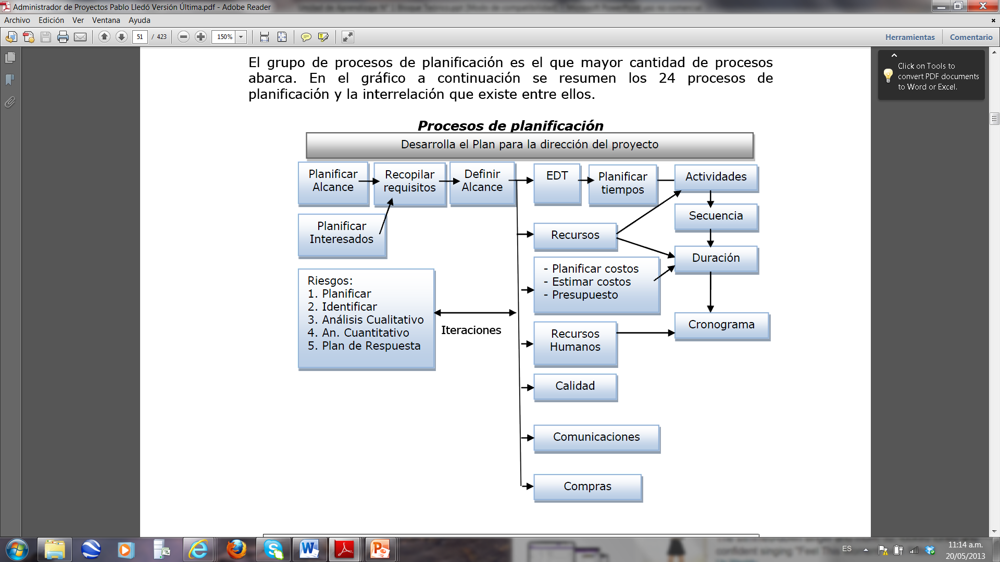 Administrador de Proyectos Pablo Lledó Versión Última.pdf - Adobe Reader
Archivo Edición Ver Ventana Ayuda
51 / 423
150%
Herramientas Comentario
Click on Tools to
convert PDF documents
to Word or Excel.
El grupo de procesos de planificación es el que mayor cantidad de procesos
abarca. En el gráfico a continuación se resumen los 24 procesos de
planificación y la interrelación que existe entre ellos.
Procesos de planificación
Desarrolla el Plan para la dirección del proyecto
Planificar
Alcance
Recopilar
requisitos
Definir
Alcance
EDT
Planificar
tiempos
Actividades
Planificar
Interesados
Recursos
Secuencia
Duración
- Planificar costos
- Estimar costos
- Presupuesto
Riesgos:
1. Planificar
2. Identificar
3. Análisis Cualitativo
4. An. Cuantitativo
5. Plan de Respuesta
Iteraciones
Recursos
Humanos
Cronograma
Calidad
Comunicaciones
Compras
ES
11:14 a.m.
20/05/2013